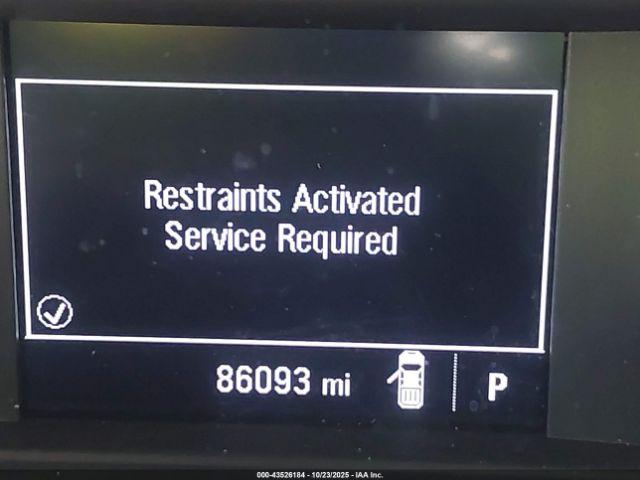 Restraints Activated
Service Required
86093 mi
P
000-43526184 - 10/23/2025 - IAA Inc.